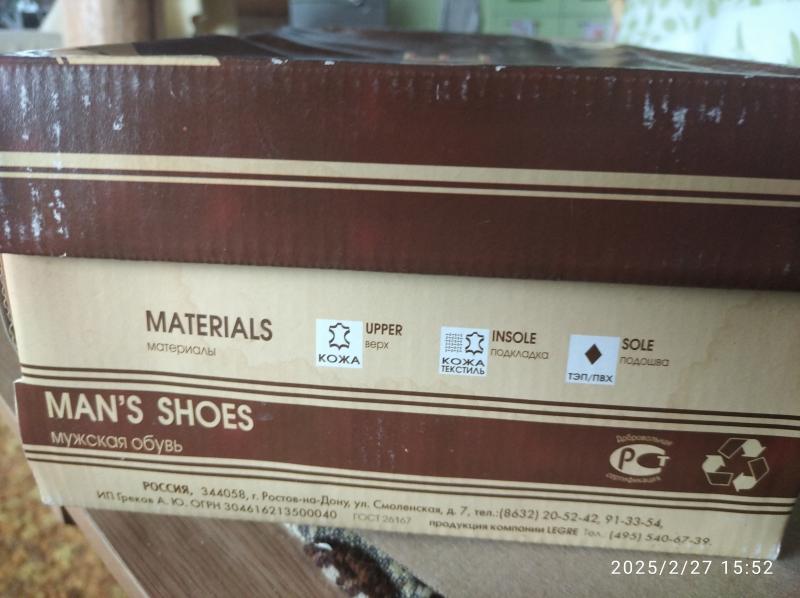 MATERIALS
материалы
КОЖА
UPPER
верх
КОЖА
ТЕКСТИЛЬ
INSOLE
подкладка
ТЭП/ПВХ
SOLE
подошва
MAN'S SHOES
мужская обувь
Добровольная
РСТ
сертификация
РОССИЯ, 344058, г. Ростов-на-Дону, ул. Смоленская, д. 7, тел.:(8632) 20-52-42, 91-33-54,
ИП Греков А. Ю. ОГРН 304616213500040 ГОСТ 26167 продукция компании LEGRE Тел. (495) 540-67-39.
2025/2/27 15:52